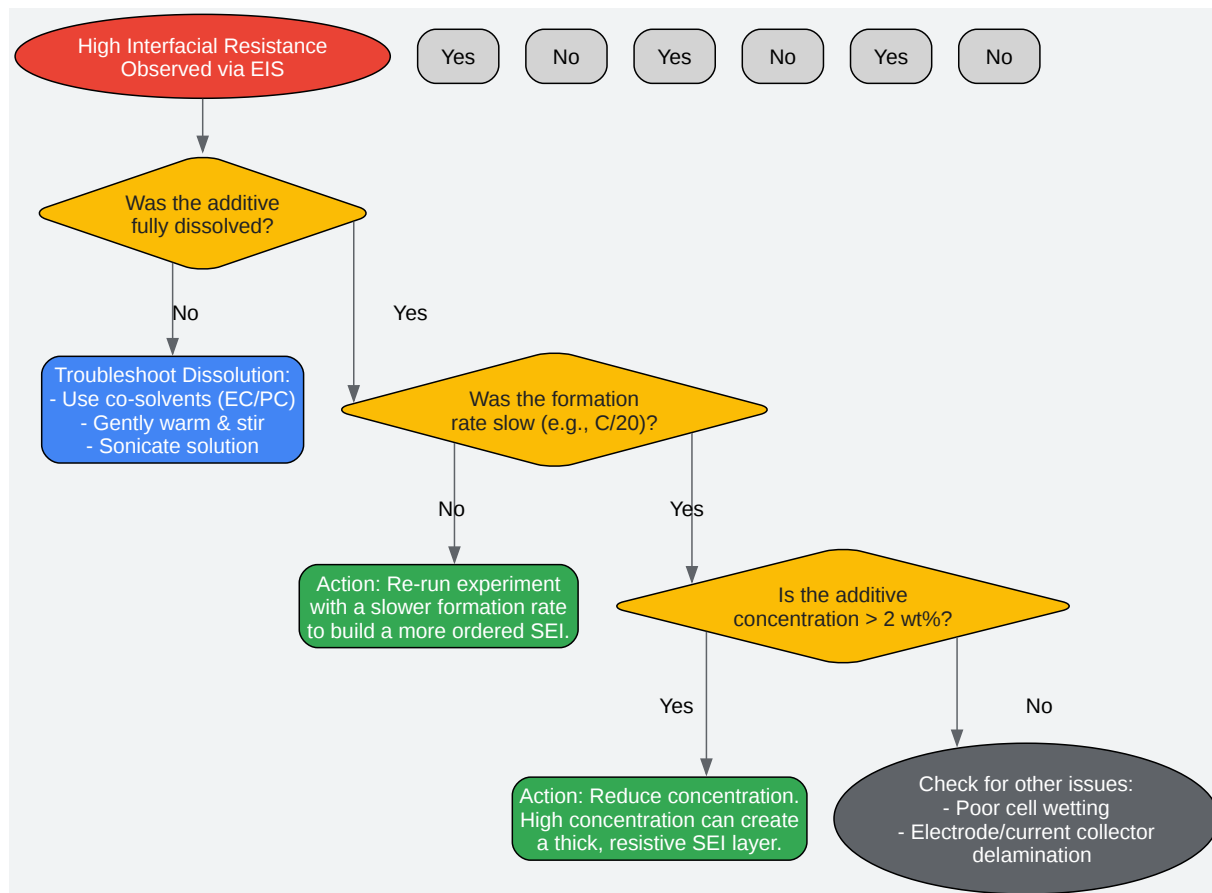 High Interfacial Resistance
Observed via EIS
Yes
No
Yes
No
Yes
No
Was the additive
fully dissolved?
No
Yes
Troubleshoot Dissolution:
- Use co-solvents (EC/PC)
- Gently warm & stir
- Sonicate solution
Was the formation
rate slow (e.g., C/20)?
No
Yes
Action: Re-run experiment
with a slower formation rate
to build a more ordered SEI.
Is the additive
concentration > 2 wt%?
Yes
No
Action: Reduce concentration.
High concentration can create
a thick, resistive SEI layer.
Check for other issues:
- Poor cell wetting
- Electrode/current collector
delamination